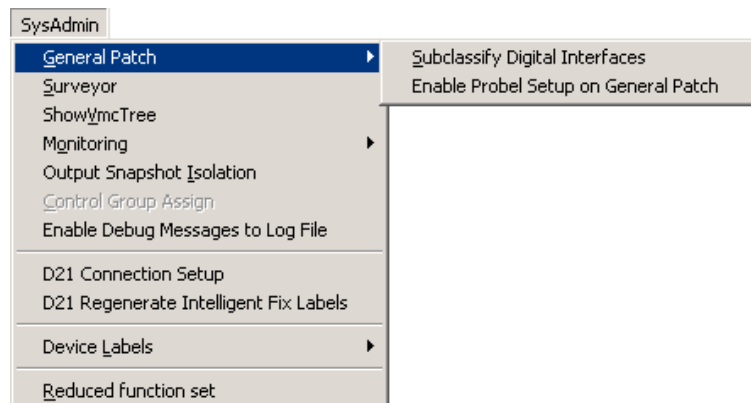 SysAdmin
General Patch
Subclassify Digital Interfaces
Surveyor
Enable Probel Setup on General Patch
ShowVmcTree
Monitoring
Output Snapshot Isolation
Control Group Assign
Enable Debug Messages to Log File
D21 Connection Setup
D21 Regenerate Intelligent Fix Labels
Device Labels
Reduced function set